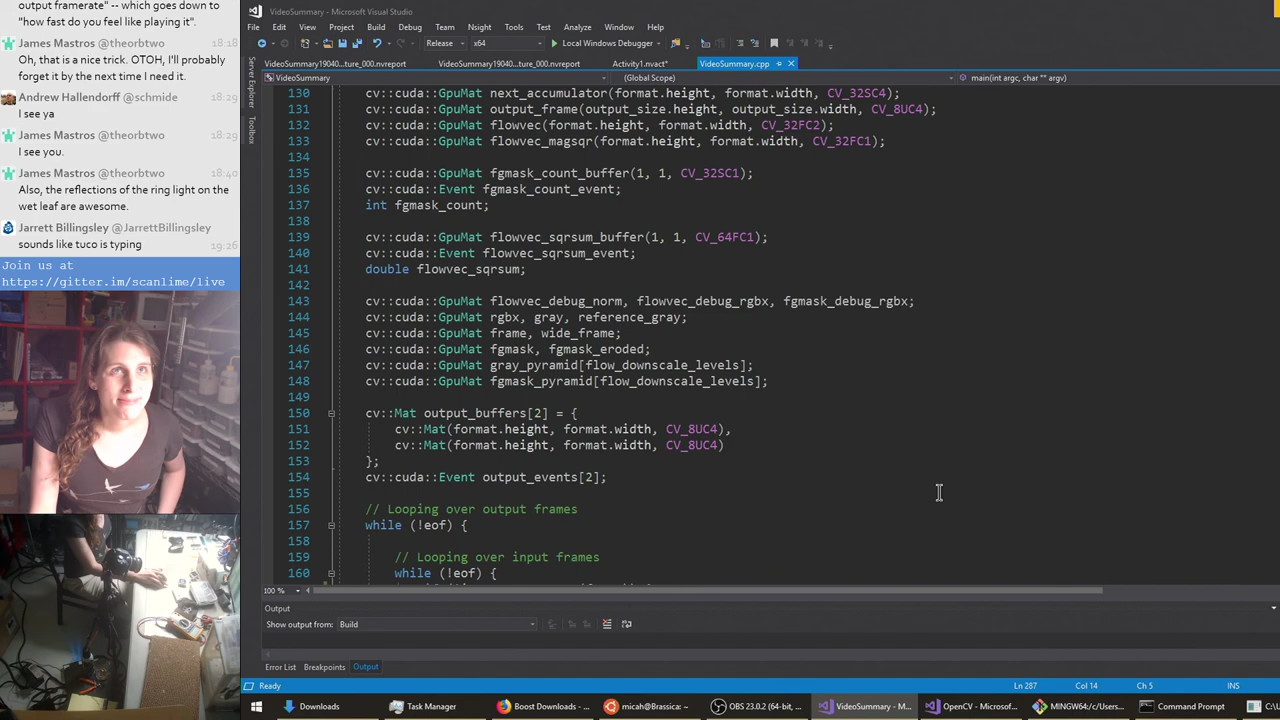 output framerate" -- which goes down to
"how fast do you feel like playing it".
James Mastros @theorbtwo 18:18
Oh, that is a nice trick. OTOH, I'll probably
forget it by the next time I need it.
Andrew Hallendorff @schmide 18:29
I see ya
James Mastros @theorbtwo 18:29
I see you.
James Mastros @theorbtwo 18:40
Also, the reflections of the ring light on the
wet leaf are awesome.
Jarrett Billingsley @JarrettBillingsley
sounds like tuco is typing 19:26
Join us at
https://gitter.im/scanlime/live
VideoSummary - Microsoft Visual Studio
File Edit View Project Build Debug Team Nsight Tools Test Analyze Window Help
Release x64 Local Windows Debugger
VideoSummary19040...ture_000.nvreport VideoSummary19040...ture_000.nvreport Activity1.nvact* VideoSummary.cpp
VideoSummary (Global Scope) main(int argc, char ** argv)
Server Explorer
Toolbox
130 cv::cuda::GpuMat next_accumulator(format.height, format.width, CV_32SC4);
131 cv::cuda::GpuMat output_frame(output_size.height, output_size.width, CV_8UC4);
132 cv::cuda::GpuMat flowvec(format.height, format.width, CV_32FC2);
133 cv::cuda::GpuMat flowvec_magsqr(format.height, format.width, CV_32FC1);
134
135 cv::cuda::GpuMat fgmask_count_buffer(1, 1, CV_32SC1);
136 cv::cuda::Event fgmask_count_event;
137 int fgmask_count;
138
139 cv::cuda::GpuMat flowvec_sqrsum_buffer(1, 1, CV_64FC1);
140 cv::cuda::Event flowvec_sqrsum_event;
141 double flowvec_sqrsum;
142
143 cv::cuda::GpuMat flowvec_debug_norm, flowvec_debug_rgbx, fgmask_debug_rgbx;
144 cv::cuda::GpuMat rgbx, gray, reference_gray;
145 cv::cuda::GpuMat frame, wide_frame;
146 cv::cuda::GpuMat fgmask, fgmask_eroded;
147 cv::cuda::GpuMat gray_pyramid[flow_downscale_levels];
148 cv::cuda::GpuMat fgmask_pyramid[flow_downscale_levels];
149
150 cv::Mat output_buffers[2] = {
151 cv::Mat(format.height, format.width, CV_8UC4),
152 cv::Mat(format.height, format.width, CV_8UC4)
153 };
154 cv::cuda::Event output_events[2];
155
156 // Looping over output frames
157 while (!eof) {
158
159 // Looping over input frames
160 while (!eof) {
100 %
Output
Show output from: Build
Error List Breakpoints Output
Ready Ln 287 Col 14 Ch 5 INS
Downloads Task Manager Boost Downloads - ... micah@Brassica: ~ OBS 23.0.2 (64-bit, ... VideoSummary - M... OpenCV - Microsof... MINGW64:/c/Users... Command Prompt